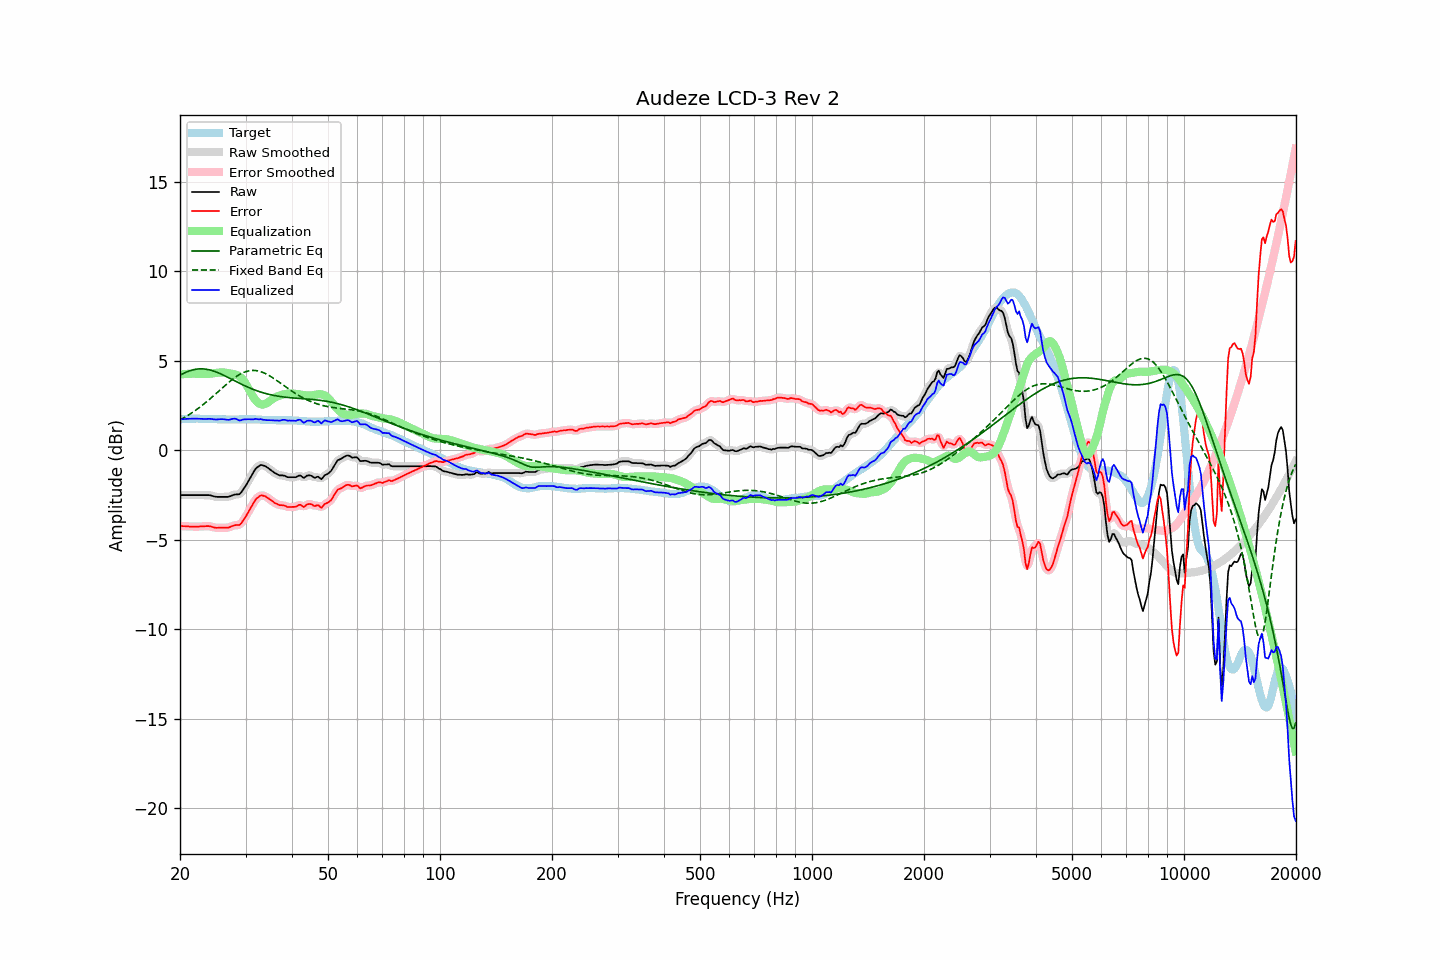 Audeze LCD-3 Rev 2
Target
Raw Smoothed
Error Smoothed
Raw
Error
Equalization
Parametric Eq
Fixed Band Eq
Equalized
Amplitude (dBr)
15
10
5
0
−5
−10
−15
−20
20 50 100 200 500 1000 2000 5000 10000 20000
Frequency (Hz)